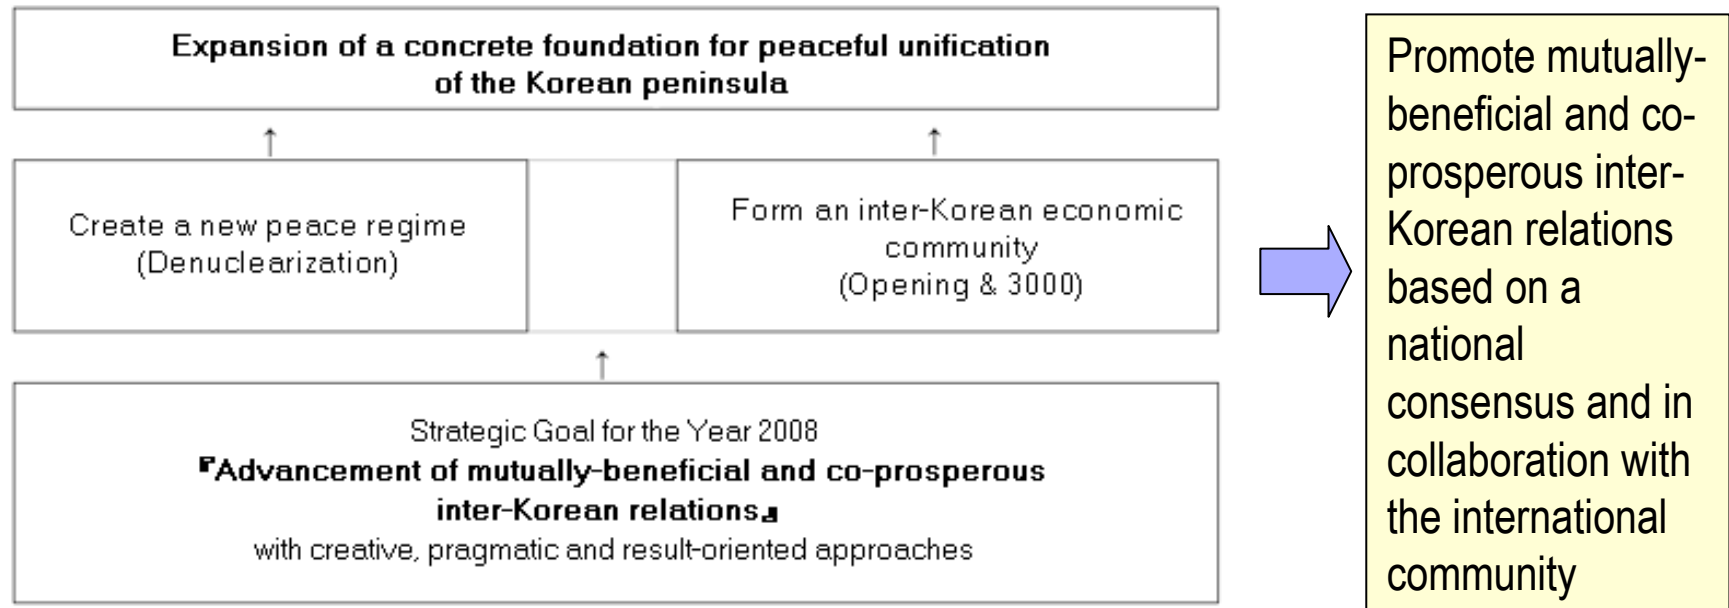 Expansion of a concrete foundation for peaceful unification
of the Korean peninsula
↑
↑
Create a new peace regime
(Denuclearization)
Form an inter-Korean economic
community
(Opening & 3000)
↑
Strategic Goal for the Year 2008
『Advancement of mutually-beneficial and co-prosperous
inter-Korean relations』
with creative, pragmatic and result-oriented approaches
Promote mutually-
beneficial and co-
prosperous inter-
Korean relations
based on a
national
consensus and in
collaboration with
the international
community